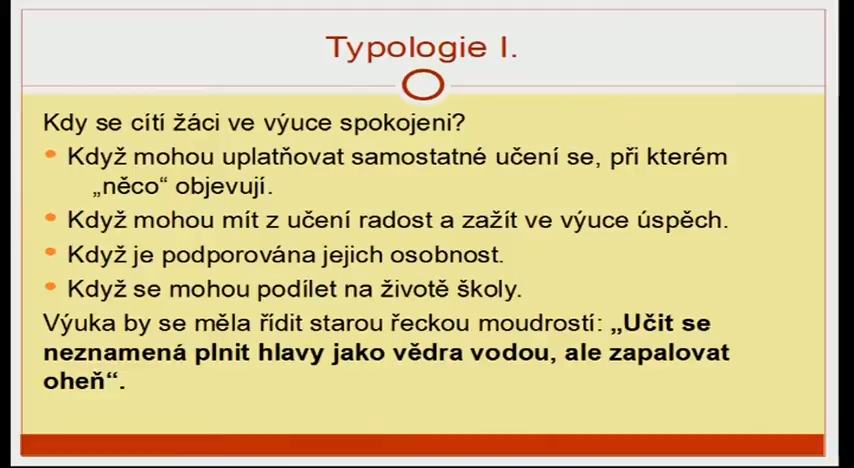 Typologie I.
Kdy se cítí žáci ve výuce spokojeni?
• Když mohou uplatňovat samostatné učení se, při kterém
„něco“ objevují.
• Když mohou mít z učení radost a zažít ve výuce úspěch.
• Když je podporována jejich osobnost.
• Když se mohou podílet na životě školy.
Výuka by se měla řídit starou řeckou moudrostí: „Učit se
neznamená plnit hlavy jako vědra vodou, ale zapalovat
oheň“.